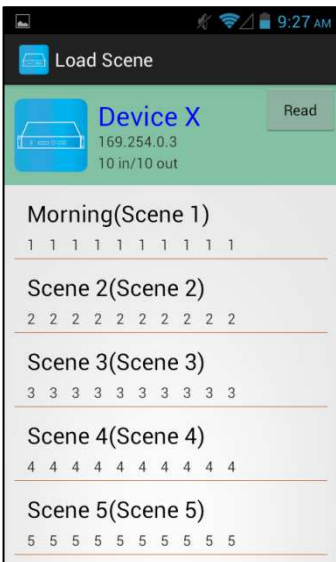 9:27 AM
Load Scene
Device X
Read
169.254.0.3
10 in/10 out
Morning(Scene 1)
1 1 1 1 1 1 1 1 1 1
Scene 2(Scene 2)
2 2 2 2 2 2 2 2 2 2
Scene 3(Scene 3)
3 3 3 3 3 3 3 3 3 3
Scene 4(Scene 4)
4 4 4 4 4 4 4 4 4 4
Scene 5(Scene 5)
5 5 5 5 5 5 5 5 5 5